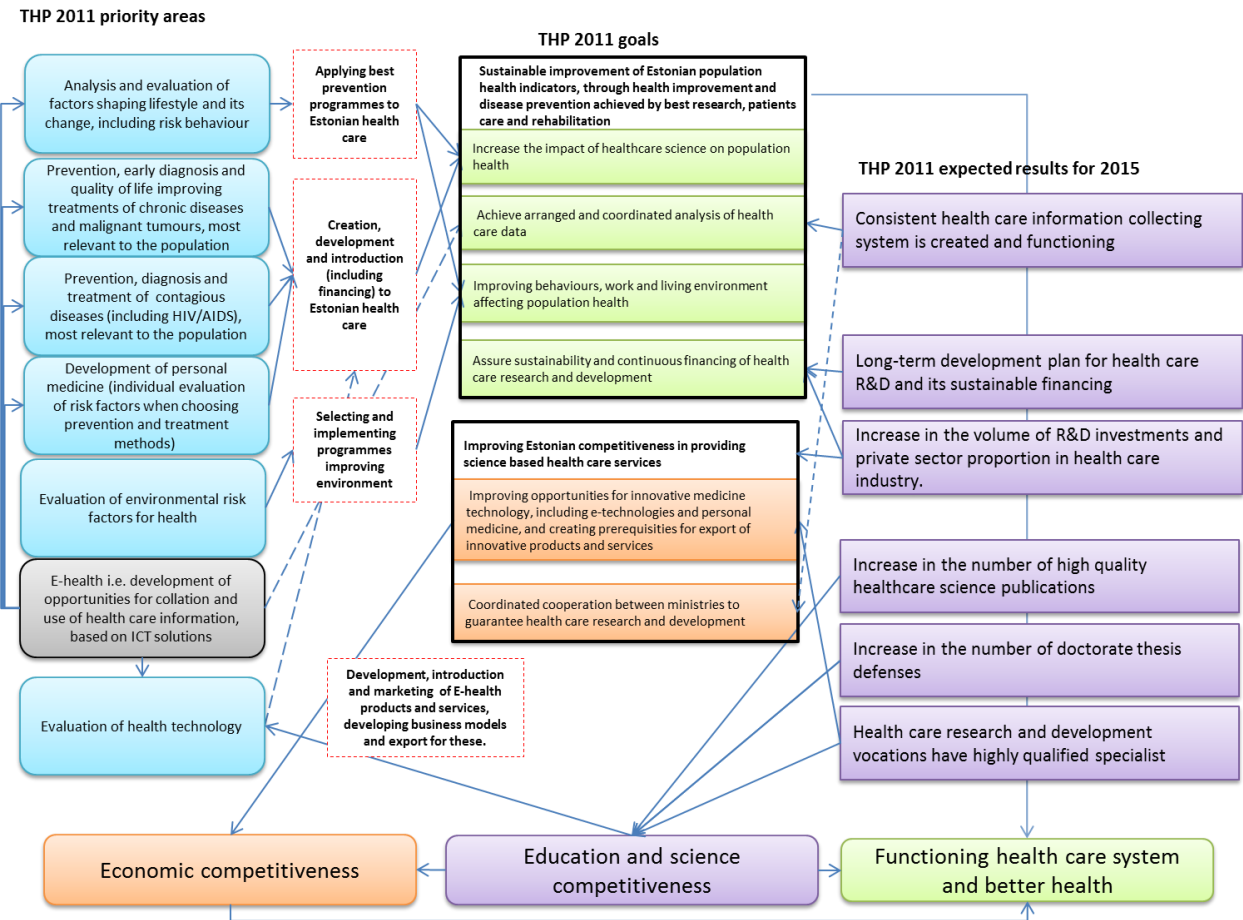 THP 2011 priority areas
Analysis and evaluation of
factors shaping lifestyle and its
change, including risk behaviour
Prevention, early diagnosis and
quality of life improving
treatments of chronic diseases
and malignant tumours, most
relevant to the population
Prevention, diagnosis and
treatment of contagious
diseases (including HIV/AIDS),
most relevant to the population
Development of personal
medicine (individual evaluation
of risk factors when choosing
prevention and treatment
methods)
Evaluation of environmental risk
factors for health
E-health i.e. development of
opportunities for collation and
use of health care information,
based on ICT solutions
Evaluation of health technology
Applying best
prevention
programmes to
Estonian health
care
Creation,
development
and introduction
(including
financing) to
Estonian health
care
Selecting and
implementing
programmes
improving
environment
Development, introduction
and marketing of E-health
products and services,
developing business models
and export for these.
THP 2011 goals
Sustainable improvement of Estonian population
health indicators, through health improvement and
disease prevention achieved by best research, patients
care and rehabilitation
Increase the impact of healthcare science on population
health
Achieve arranged and coordinated analysis of health
care data
Improving behaviours, work and living environment
affecting population health
Assure sustainability and continuous financing of health
care research and development
Improving Estonian competitiveness in providing
science based health care services
Improving opportunities for innovative medicine
technology, including e-technologies and personal
medicine, and creating prerequisities for export of
innovative products and services
Coordinated cooperation between ministries to
guarantee health care research and development
THP 2011 expected results for 2015
Consistent health care information collecting
system is created and functioning
Long-term development plan for health care
R&D and its sustainable financing
Increase in the volume of R&D investments and
private sector proportion in health care
industry.
Increase in the number of high quality
healthcare science publications
Increase in the number of doctorate thesis
defenses
Health care research and development
vocations have highly qualified specialist
Economic competitiveness
Education and science
competitiveness
Functioning health care system
and better health